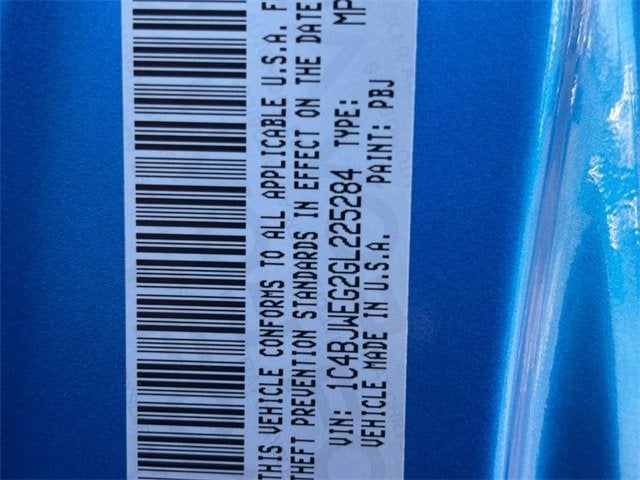 THIS VEHICLE CONFORMS TO ALL APPLICABLE U.S.A. F
THEFT PREVENTION STANDARDS IN EFFECT ON THE DATE
VIN: 1C4BJWEG2GL225284 TYPE: MP
VEHICLE MADE IN U.S.A. PAINT: PBJ